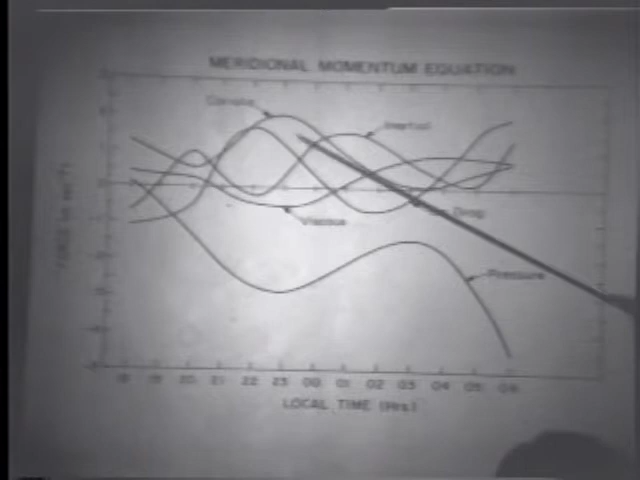 MERIDIONAL MOMENTUM EQUATION
Coriolis
Inertial
Drag
Viscous
Pressure
18 19 20 21 22 23 00 01 02 03 04 05 06
LOCAL TIME (Hrs)